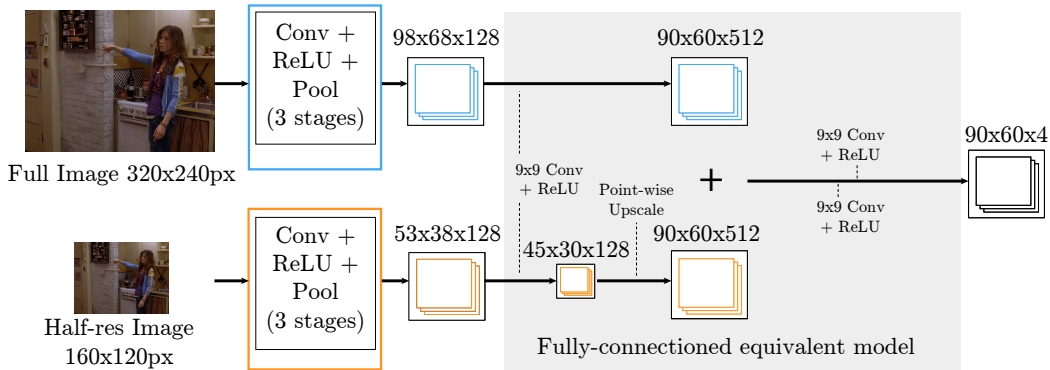 Conv +
ReLU +
Pool
(3 stages)
98x68x128
90x60x512
Full Image 320x240px
9x9 Conv
+ ReLU
Point-wise
Upscale
+
9x9 Conv
+ ReLU
9x9 Conv
+ ReLU
90x60x4
Conv +
ReLU +
Pool
(3 stages)
53x38x128
45x30x128
90x60x512
Half-res Image
160x120px
Fully-connectioned equivalent model